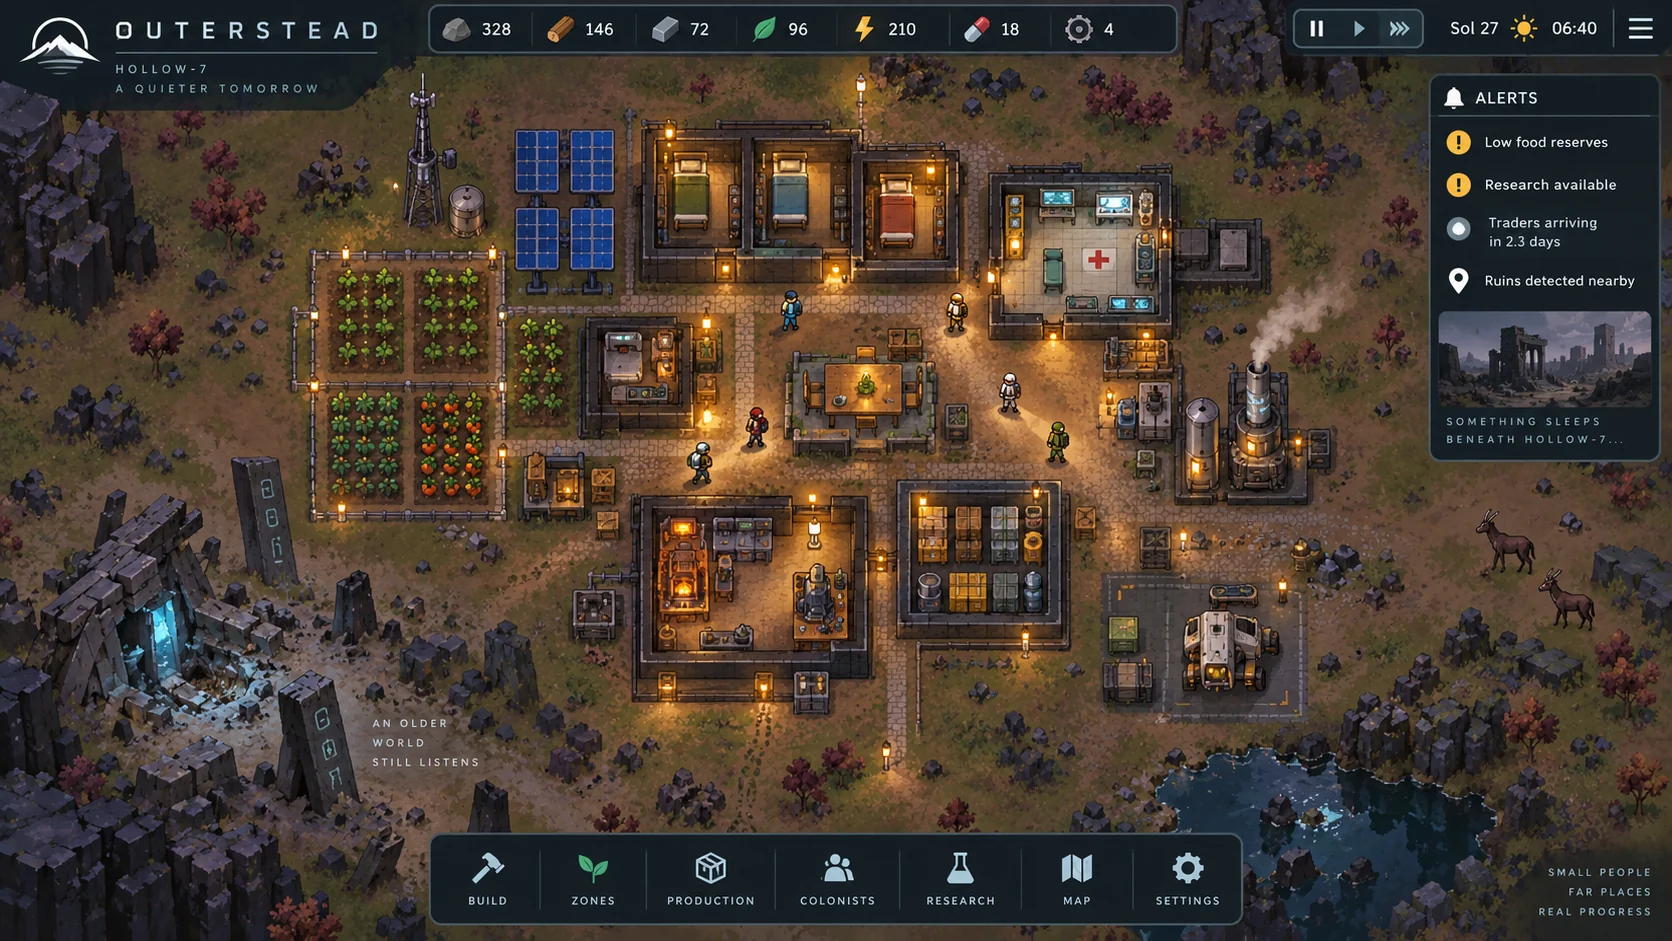 OUTERSTEAD
HOLLOW-7
A QUIETER TOMORROW
328 146 72 96 210 18 4
Sol 27 06:40
ALERTS
Low food reserves
Research available
Traders arriving
in 2.3 days
Ruins detected nearby
SOMETHING SLEEPS
BENEATH HOLLOW-7...
AN OLDER
WORLD
STILL LISTENS
BUILD ZONES PRODUCTION COLONISTS RESEARCH MAP SETTINGS
SMALL PEOPLE
FAR PLACES
REAL PROGRESS